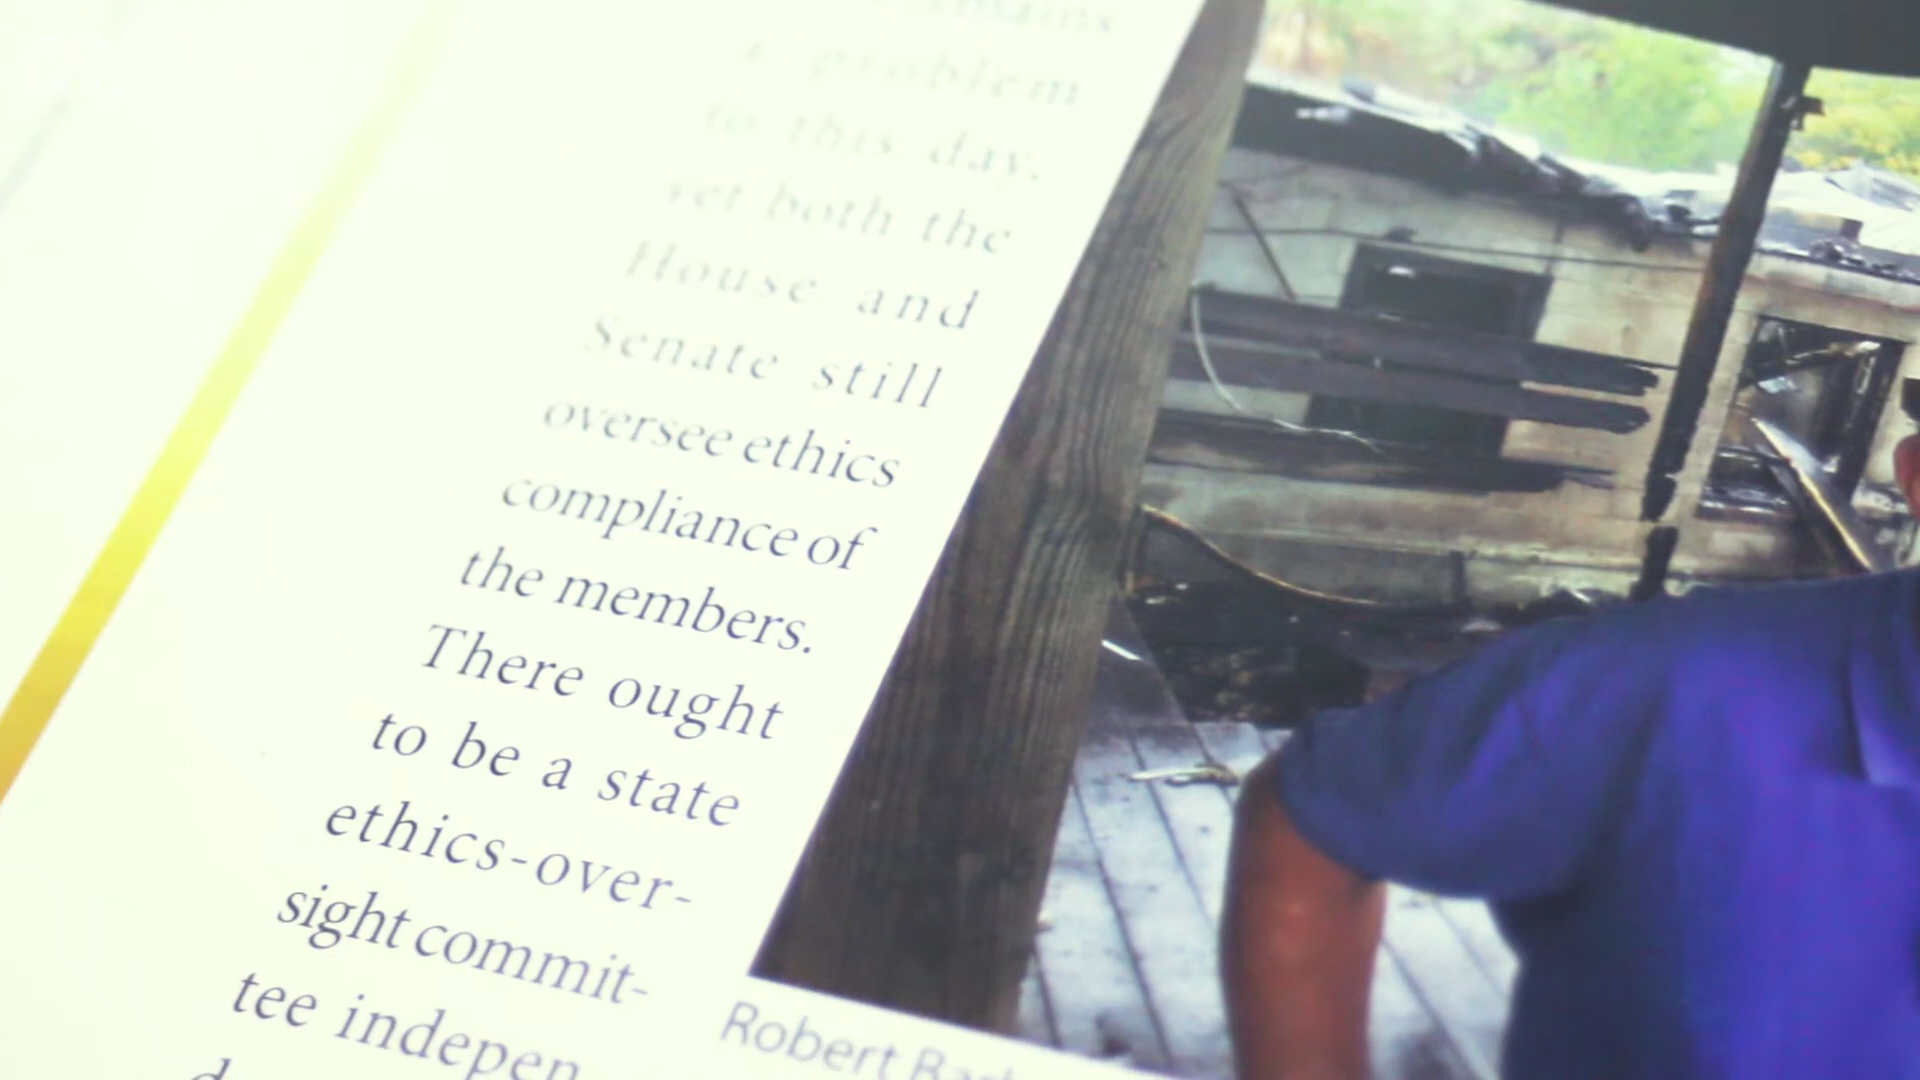 a problem
to this day,
yet both the
House and
Senate still
oversee ethics
compliance of
the members.
There ought
to be a state
ethics-over-
sight commit-
tee indepen
Robert